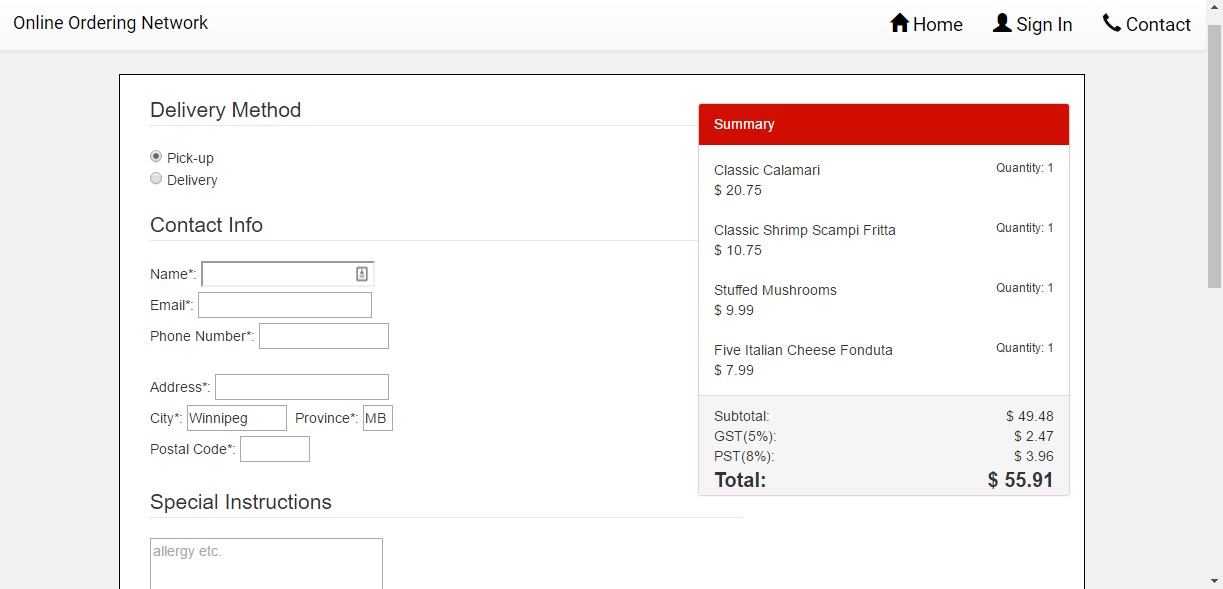 Online Ordering Network
Home Sign In Contact
Delivery Method
Pick-up
Delivery
Contact Info
Name*:
Email*:
Phone Number*:
Address*:
City*: Winnipeg Province*: MB
Postal Code*:
Special Instructions
allergy etc.
Summary
Classic Calamari Quantity: 1
$ 20.75
Classic Shrimp Scampi Fritta Quantity: 1
$ 10.75
Stuffed Mushrooms Quantity: 1
$ 9.99
Five Italian Cheese Fonduta Quantity: 1
$ 7.99
Subtotal: $ 49.48
GST(5%): $ 2.47
PST(8%): $ 3.96
Total: $ 55.91